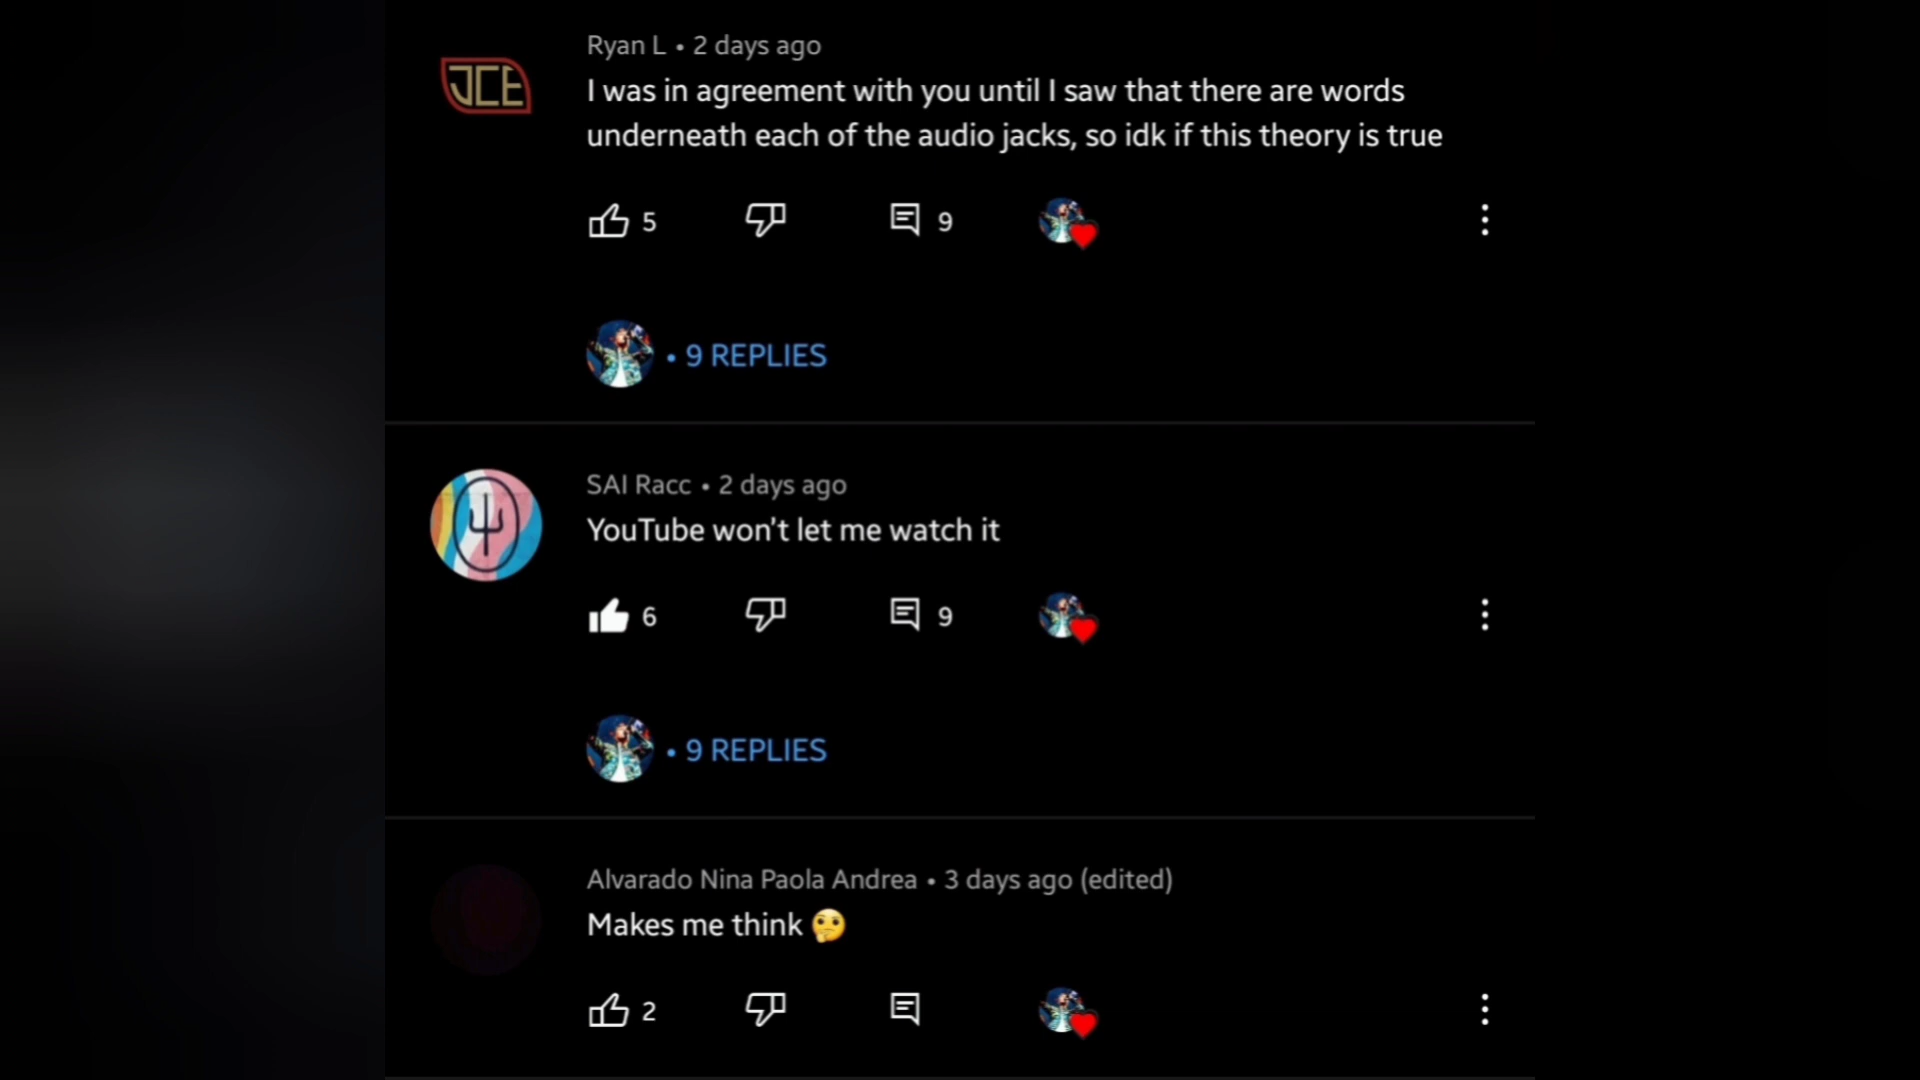 JCE
Ryan L • 2 days ago
I was in agreement with you until I saw that there are words
underneath each of the audio jacks, so idk if this theory is true
5 9
• 9 REPLIES
SAI Racc • 2 days ago
YouTube won't let me watch it
6 9
• 9 REPLIES
Alvarado Nina Paola Andrea • 3 days ago (edited)
Makes me think 🤔
2